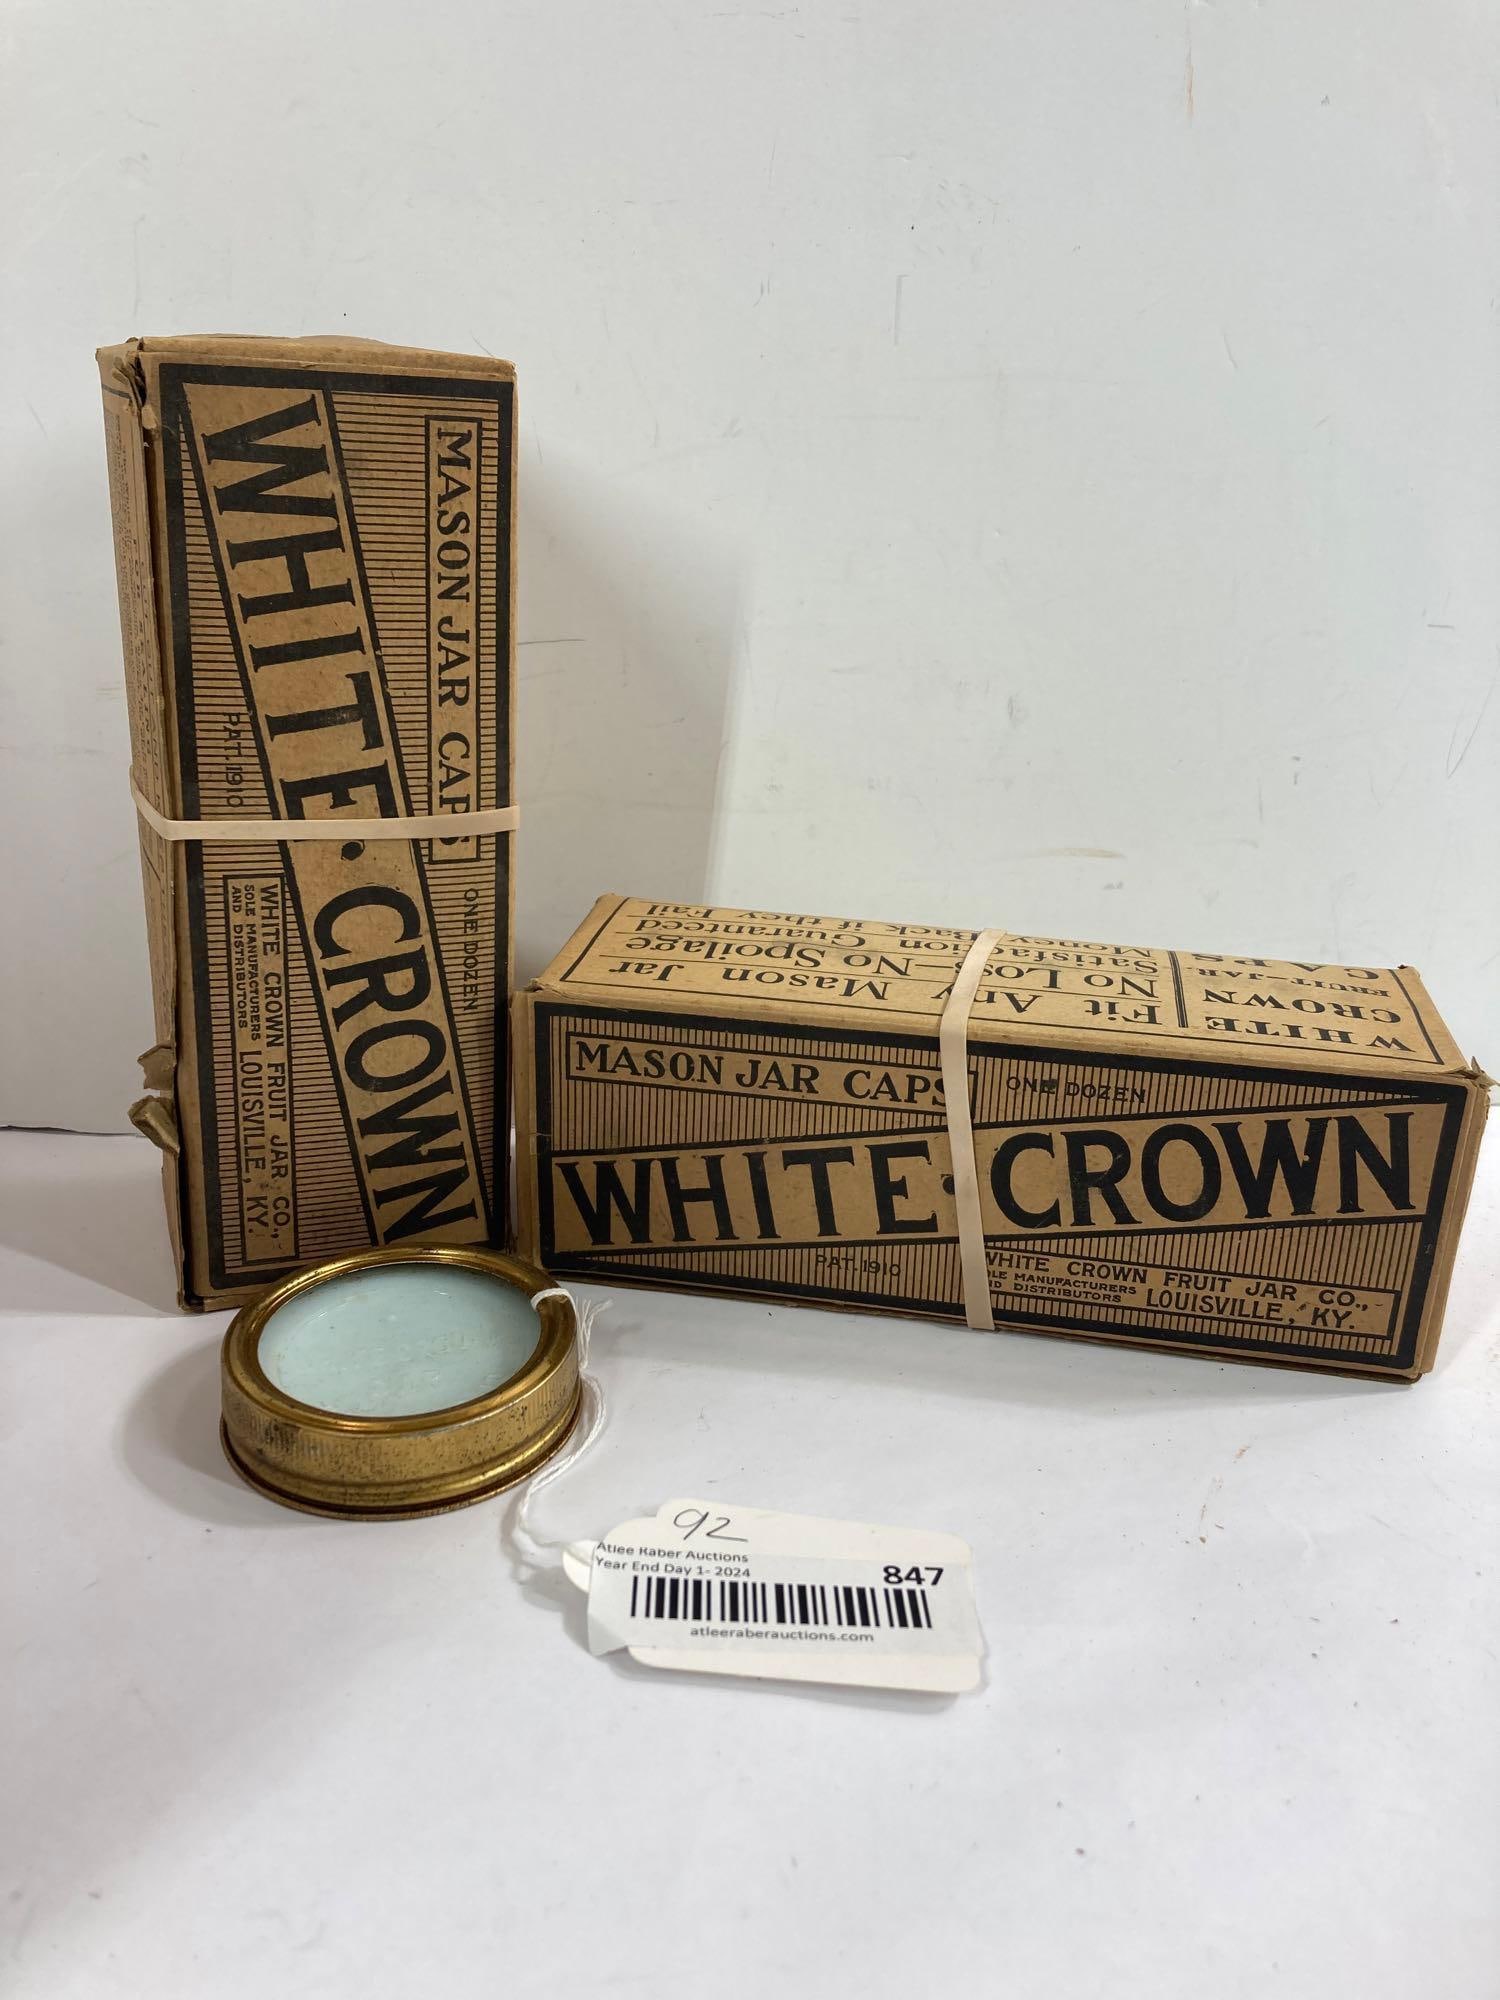 MASON JAR CAPS
ONE DOZEN
WHITE·CROWN
PAT. 1910
WHITE CROWN FRUIT JAR CO.,
SOLE MANUFACTURERS
AND DISTRIBUTORS
LOUISVILLE, KY.
WHITE
CROWN
FRUIT-JAR
CAPS
Fit Any Mason Jar
No Loss-No Spoilage
Satisfaction Guaranteed
Money Back if they Fail
MASON JAR CAPS
ONE DOZEN
WHITE·CROWN
PAT. 1910
WHITE CROWN FRUIT JAR CO.,
MANUFACTURERS
DISTRIBUTORS
LOUISVILLE, KY.
92
Atlee Raber Auctions
Year End Day 1- 2024
847
atleeraberauctions.com